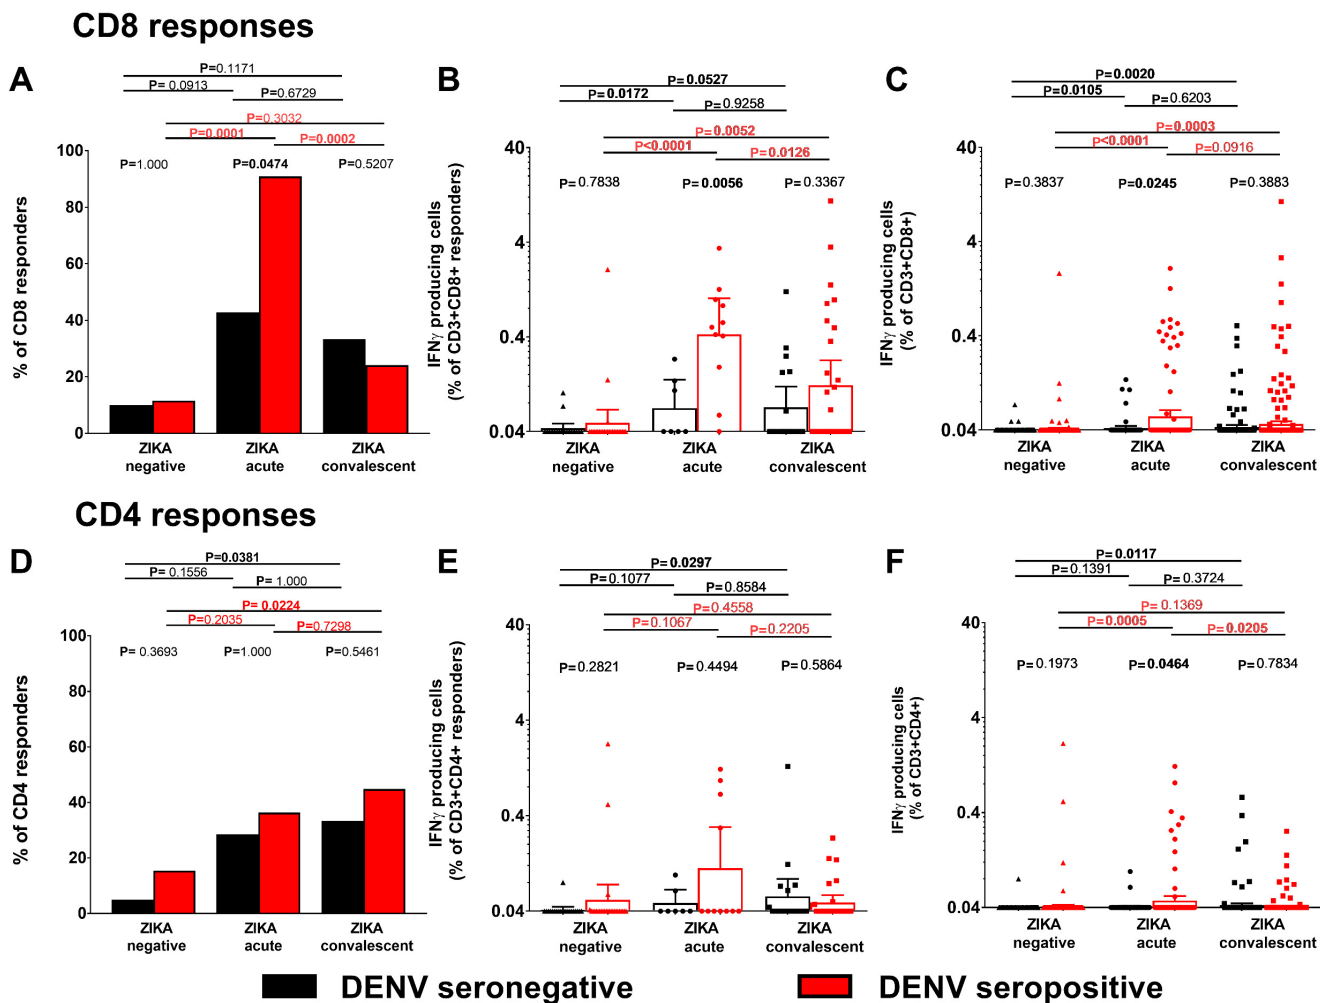 CD8 responses
A
P=0.1171
P= 0.0913
P=0.6729
P=0.3032
P=0.0001
P=0.0002
P=1.000
P=0.0474
P=0.5207
% of CD8 responders
100
80
60
40
20
0
ZIKA
negative
ZIKA
acute
ZIKA
convalescent
B
P=0.0527
P=0.0172
P=0.9258
P=0.0052
P<0.0001
P=0.0126
P=0.7838
P=0.0056
P=0.3367
IFNγ producing cells
(% of CD3+CD8+ responders)
40
4
0.4
0.04
ZIKA
negative
ZIKA
acute
ZIKA
convalescent
C
P=0.0020
P=0.0105
P=0.6203
P=0.0003
P<0.0001
P=0.0916
P=0.3837
P=0.0245
P=0.3883
IFNγ producing cells
(% of CD3+CD8+)
40
4
0.4
0.04
ZIKA
negative
ZIKA
acute
ZIKA
convalescent
CD4 responses
D
P=0.0381
P= 0.1556
P= 1.000
P= 0.0224
P=0.2035
P=0.7298
P= 0.3693
P=1.000
P=0.5461
% of CD4 responders
100
80
60
40
20
0
ZIKA
negative
ZIKA
acute
ZIKA
convalescent
E
P=0.0297
P=0.1077
P=0.8584
P=0.4558
P=0.1067
P=0.2205
P=0.2821
P=0.4494
P=0.5864
IFNγ producing cells
(% of CD3+CD4+ responders)
40
4
0.4
0.04
ZIKA
negative
ZIKA
acute
ZIKA
convalescent
F
P=0.0117
P=0.1391
P=0.3724
P= 0.1369
P=0.0005
P=0.0205
P=0.1973
P=0.0464
P=0.7834
IFNγ producing cells
(% of CD3+CD4+)
40
4
0.4
0.04
ZIKA
negative
ZIKA
acute
ZIKA
convalescent
DENV seronegative
DENV seropositive